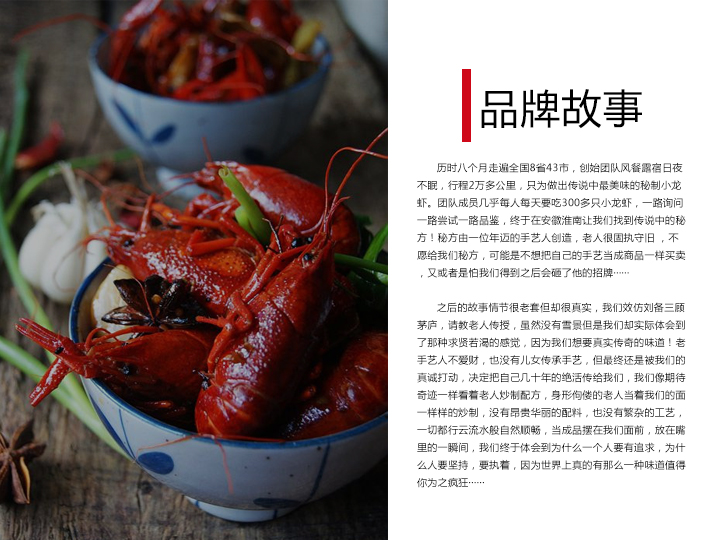 品牌故事
历时八个月走遍全国8省43市，创始团队风餐露宿日夜
不眠，行程2万多公里，只为做出传说中最美味的秘制小龙
虾。团队成员几乎每人每天要吃300多只小龙虾，一路询问
一路尝试一路品鉴，终于在安徽淮南让我们找到传说中的秘
方！秘方由一位年迈的手艺人创造，老人很固执守旧 ，不
愿给我们秘方，可能是不想把自己的手艺当成商品一样买卖
，又或者是怕我们得到之后会砸了他的招牌······
之后的故事情节很老套但却很真实，我们效仿刘备三顾
茅庐，请教老人传授，虽然没有雪景但是我们却实际体会到
了那种求贤若渴的感觉，因为我们想要真实传奇的味道！老
手艺人不爱财，也没有儿女传承手艺，但最终还是被我们的
真诚打动，决定把自己几十年的绝活传给我们，我们像期待
奇迹一样看着老人炒制配方，身形佝偻的老人当着我们的面
一样样的炒制，没有昂贵华丽的配料，也没有繁杂的工艺，
一切都行云流水般自然顺畅，当成品摆在我们面前，放在嘴
里的一瞬间，我们终于体会到为什么一个人要有追求，为什
么人要坚持，要执着，因为世界上真的有那么一种味道值得
你为之疯狂······